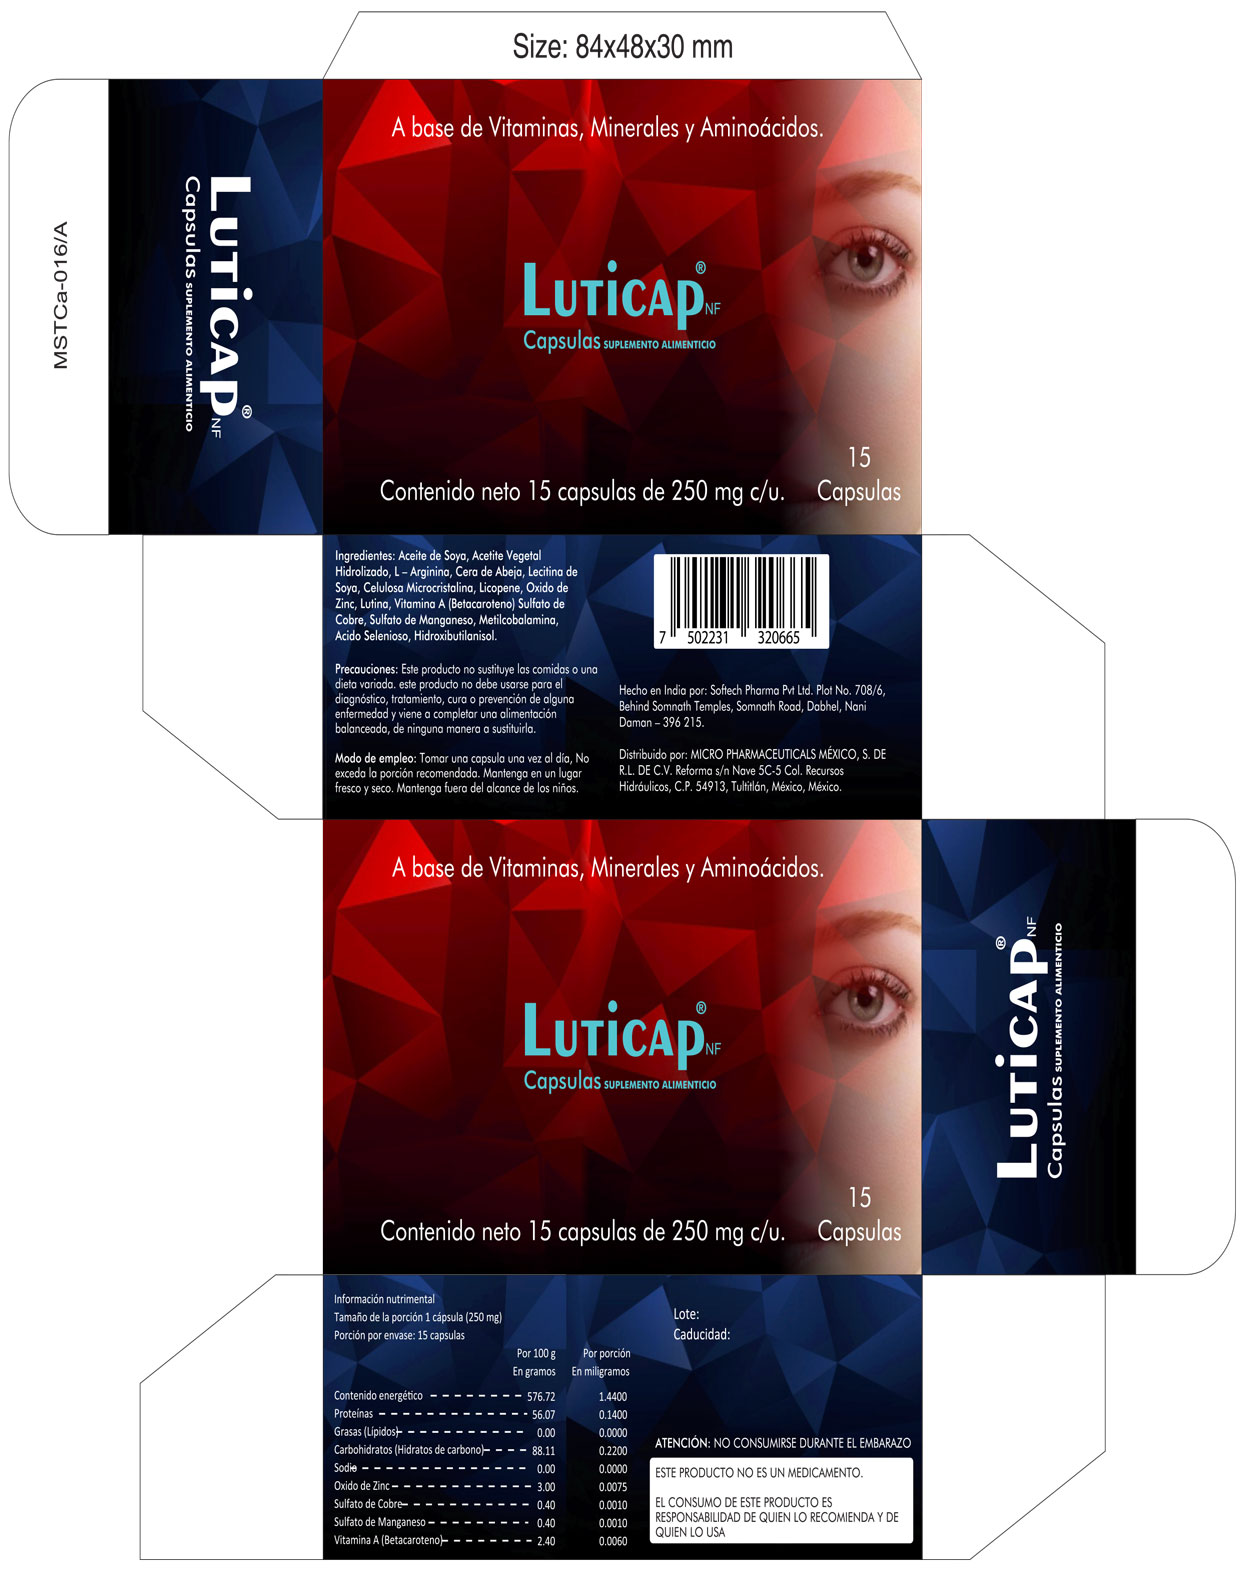 Size: 84x48x30 mm
MSTCa-016/A
LUTiCAP® NF
Capsulas SUPLEMENTO ALIMENTICIO
A base de Vitaminas, Minerales y Aminoácidos.
LUTiCAP® NF
Capsulas SUPLEMENTO ALIMENTICIO
15
Contenido neto 15 capsulas de 250 mg c/u. Capsulas
Ingredientes: Aceite de Soya, Acetite Vegetal
Hidrolizado, L – Arginina, Cera de Abeja, Lecitina de
Soya, Celulosa Microcristalina, Licopene, Oxido de
Zinc, Lutina, Vitamina A (Betacaroteno) Sulfato de
Cobre, Sulfato de Manganeso, Metilcobalamina,
Acido Selenioso, Hidroxibutilanisol.
Precauciones: Este producto no sustituye las comidas o una
dieta variada. este producto no debe usarse para el
diagnóstico, tratamiento, cura o prevención de alguna
enfermedad y viene a completar una alimentación
balanceada, de ninguna manera a sustituirla.
Modo de empleo: Tomar una capsula una vez al día, No
exceda la porción recomendada. Mantenga en un lugar
fresco y seco. Mantenga fuera del alcance de los niños.
7 502231 320665
Hecho en India por: Softech Pharma Pvt Ltd. Plot No. 708/6,
Behind Somnath Temples, Somnath Road, Dabhel, Nani
Daman – 396 215.
Distribuido por: MICRO PHARMACEUTICALS MÉXICO, S. DE
R.L. DE C.V. Reforma s/n Nave 5C-5 Col. Recursos
Hidráulicos, C.P. 54913, Tultitlán, México, México.
A base de Vitaminas, Minerales y Aminoácidos.
LUTiCAP® NF
Capsulas SUPLEMENTO ALIMENTICIO
15
Contenido neto 15 capsulas de 250 mg c/u. Capsulas
LUTiCAP® NF
Capsulas SUPLEMENTO ALIMENTICIO
Información nutrimental
Tamaño de la porción 1 cápsula (250 mg)
Porción por envase: 15 capsulas
Por 100 g Por porción
En gramos En miligramos
Contenido energético 576.72 1.4400
Proteínas 56.07 0.1400
Grasas (Lípidos) 0.00 0.0000
Carbohidratos (Hidratos de carbono) 88.11 0.2200
Sodio 0.00 0.0000
Oxido de Zinc 3.00 0.0075
Sulfato de Cobre 0.40 0.0010
Sulfato de Manganeso 0.40 0.0010
Vitamina A (Betacaroteno) 2.40 0.0060
Lote:
Caducidad:
ATENCIÓN: NO CONSUMIRSE DURANTE EL EMBARAZO
ESTE PRODUCTO NO ES UN MEDICAMENTO.
EL CONSUMO DE ESTE PRODUCTO ES
RESPONSABILIDAD DE QUIEN LO RECOMIENDA Y DE
QUIEN LO USA